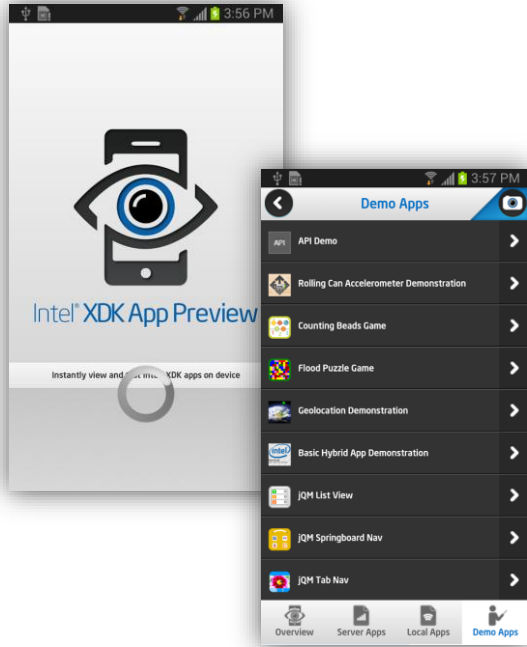 3:56 PM
Intel® XDK App Preview
Instantly view and test Intel XDK apps on device
3:57 PM
Demo Apps
API
API Demo
Rolling Can Accelerometer Demonstration
Counting Beads Game
Flood Puzzle Game
Geolocation Demonstration
intel
Basic Hybrid App Demonstration
jQM List View
jQM Springboard Nav
jQM Tab Nav
Overview
Server Apps
Local Apps
Demo Apps